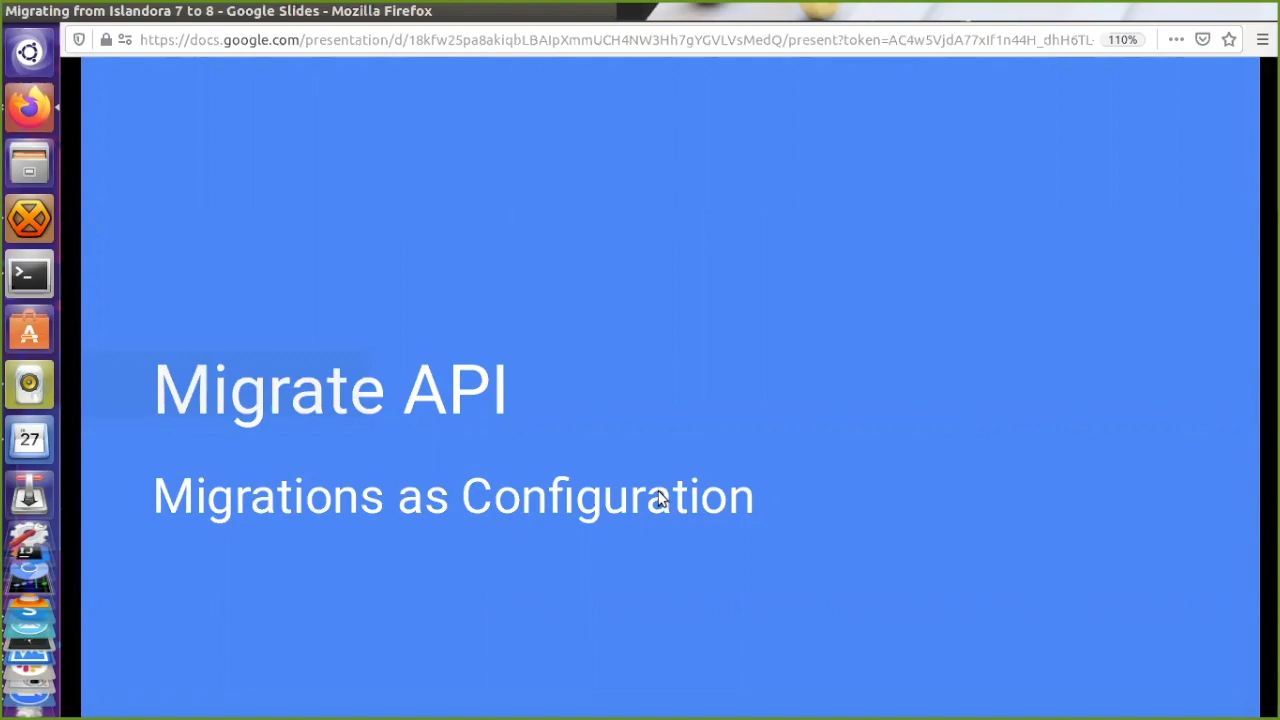 Migrating from Islandora 7 to 8 - Google Slides - Mozilla Firefox
https://docs.google.com/presentation/d/18kfw25pa8akiqbLBAIpXmmUCH4NW3Hh7gYGVLVsMedQ/present?token=AC4w5VjdA77xIf1n44H_dhH6TL-
110%
Migrate API
Migrations as Configuration
27